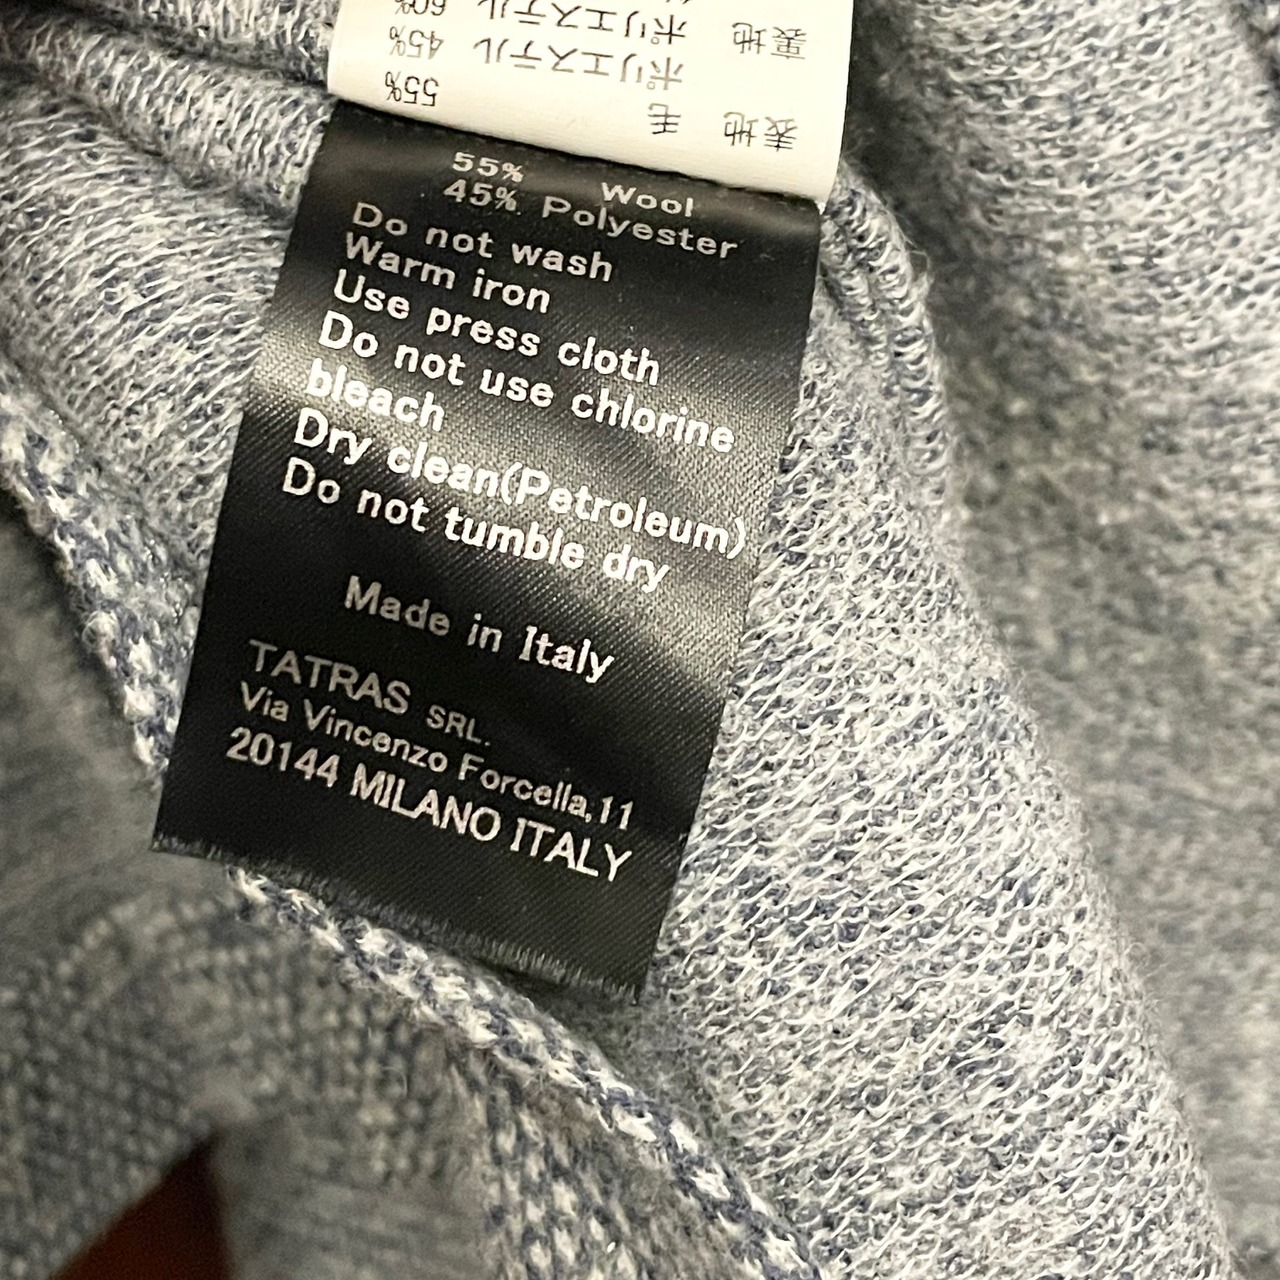 表地 毛 55%
ポリエステル 45%
裏地 ポリエステル 60%
55% Wool
45% Polyester
Do not wash
Warm iron
Use press cloth
Do not use chlorine
bleach
Dry clean(Petroleum)
Do not tumble dry
Made in Italy
TATRAS SRL.
Via Vincenzo Forcella,11
20144 MILANO ITALY